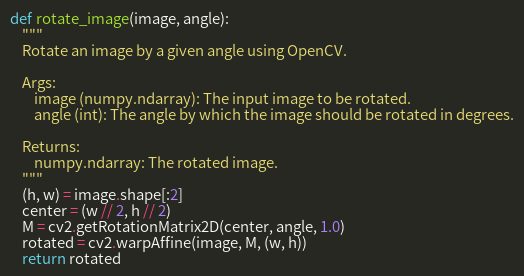 def rotate_image(image, angle):
    """
    Rotate an image by a given angle using OpenCV.

    Args:
        image (numpy.ndarray): The input image to be rotated.
        angle (int): The angle by which the image should be rotated in degrees.

    Returns:
        numpy.ndarray: The rotated image.
    """
    (h, w) = image.shape[:2]
    center = (w // 2, h // 2)
    M = cv2.getRotationMatrix2D(center, angle, 1.0)
    rotated = cv2.warpAffine(image, M, (w, h))
    return rotated